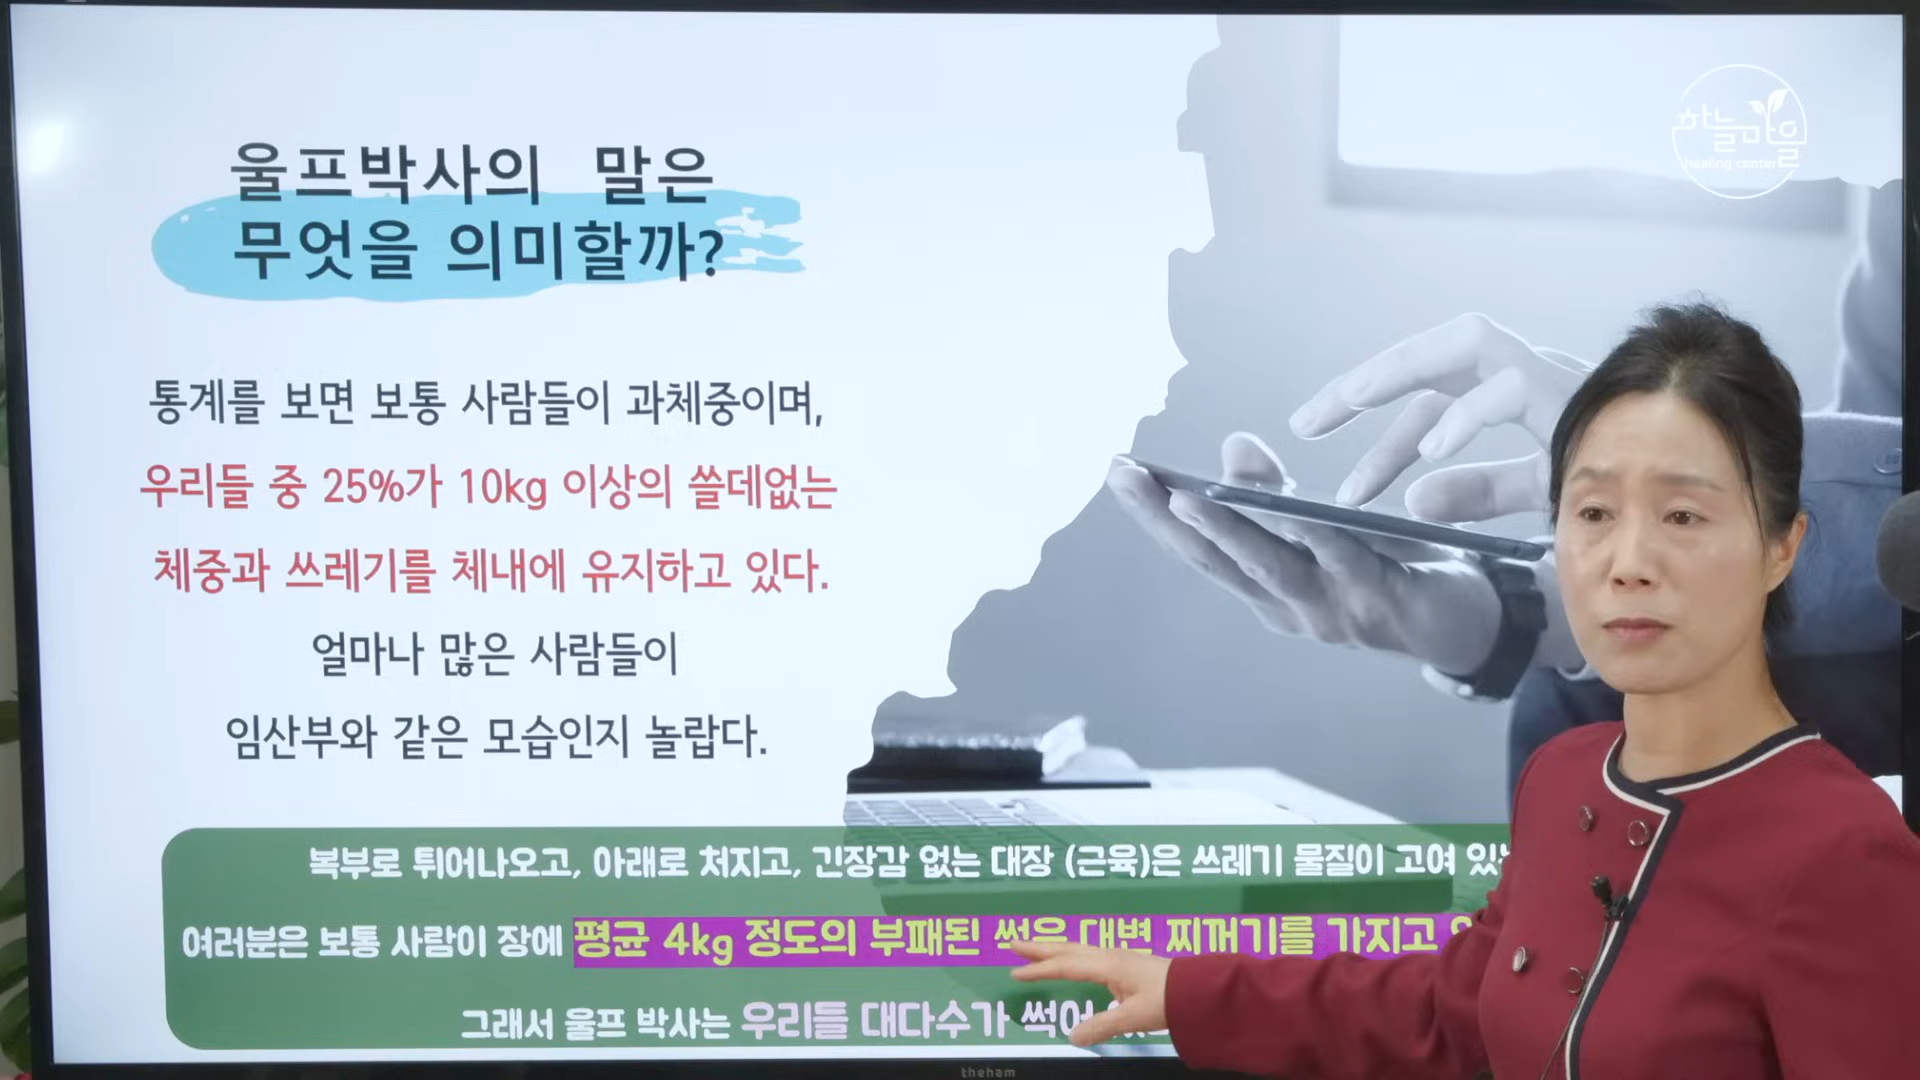 하늘마을
healing center
울프박사의 말은
무엇을 의미할까?
통계를 보면 보통 사람들이 과체중이며,
우리들 중 25%가 10kg 이상의 쓸데없는
체중과 쓰레기를 체내에 유지하고 있다.
얼마나 많은 사람들이
임산부와 같은 모습인지 놀랍다.
복부로 튀어나오고, 아래로 처지고, 긴장감 없는 대장 (근육)은 쓰레기 물질이 고여
여러분은 보통 사람이 장에 평균 4kg 정도의 부패된 썩은 대변 찌꺼기를 가지고
그래서 울프 박사는 우리들 대다수가 썩어
theham